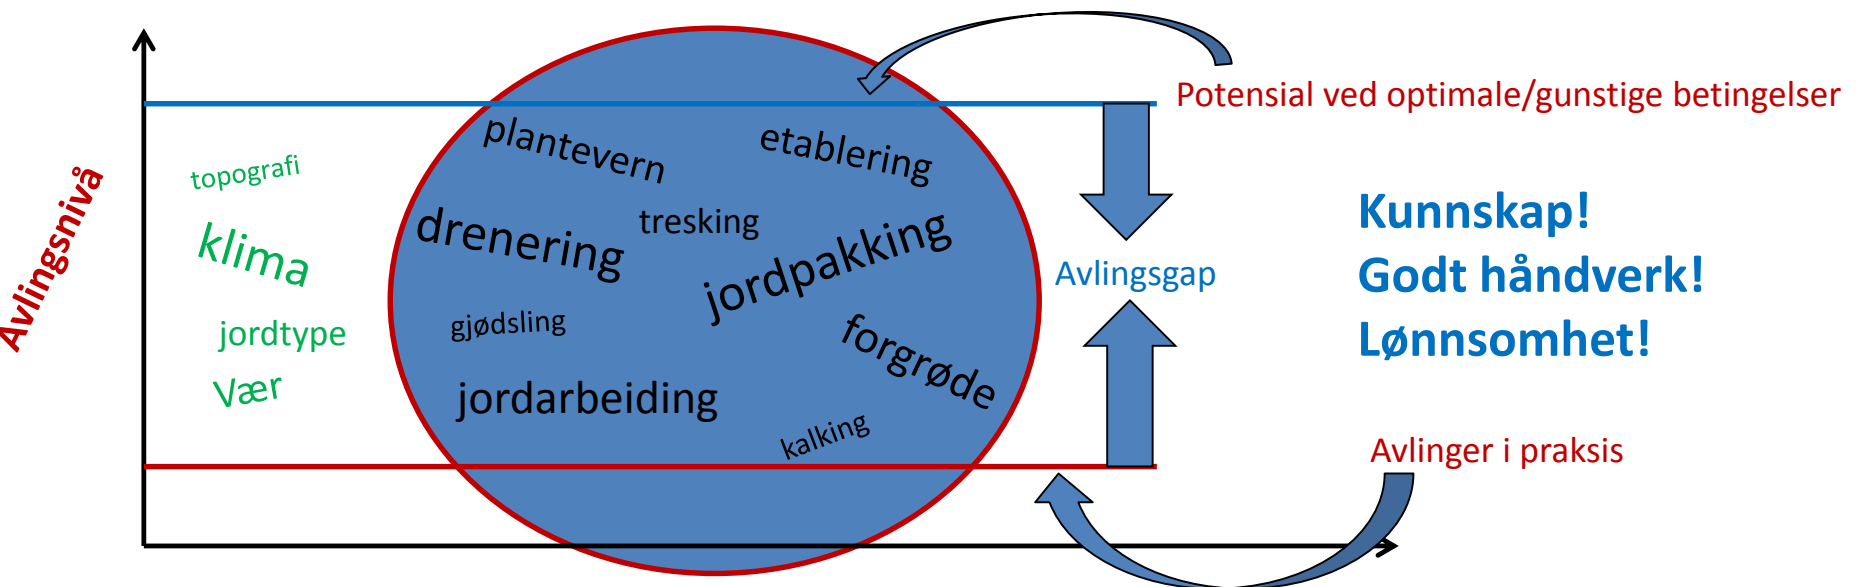 Avlingsnivå
topografi
klima
jordtype
Vær
plantevern
etablering
drenering
tresking
jordpakking
gjødsling
forgrøde
jordarbeiding
kalking
Potensial ved optimale/gunstige betingelser
Avlingsgap
Kunnskap!
Godt håndverk!
Lønnsomhet!
Avlinger i praksis